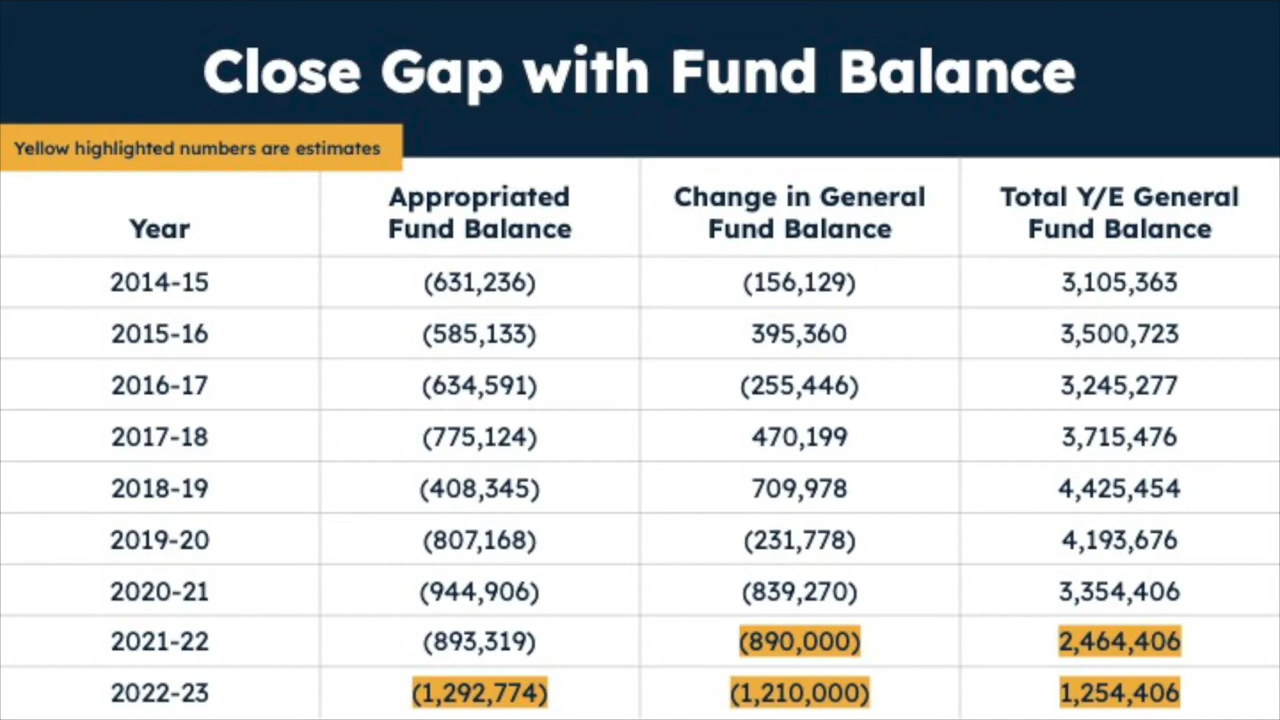 Close Gap with Fund Balance
Yellow highlighted numbers are estimates
Year Appropriated Fund Balance Change in General Fund Balance Total Y/E General Fund Balance
2014-15 (631,236) (156,129) 3,105,363
2015-16 (585,133) 395,360 3,500,723
2016-17 (634,591) (255,446) 3,245,277
2017-18 (775,124) 470,199 3,715,476
2018-19 (408,345) 709,978 4,425,454
2019-20 (807,168) (231,778) 4,193,676
2020-21 (944,906) (839,270) 3,354,406
2021-22 (893,319) (890,000) 2,464,406
2022-23 (1,292,774) (1,210,000) 1,254,406